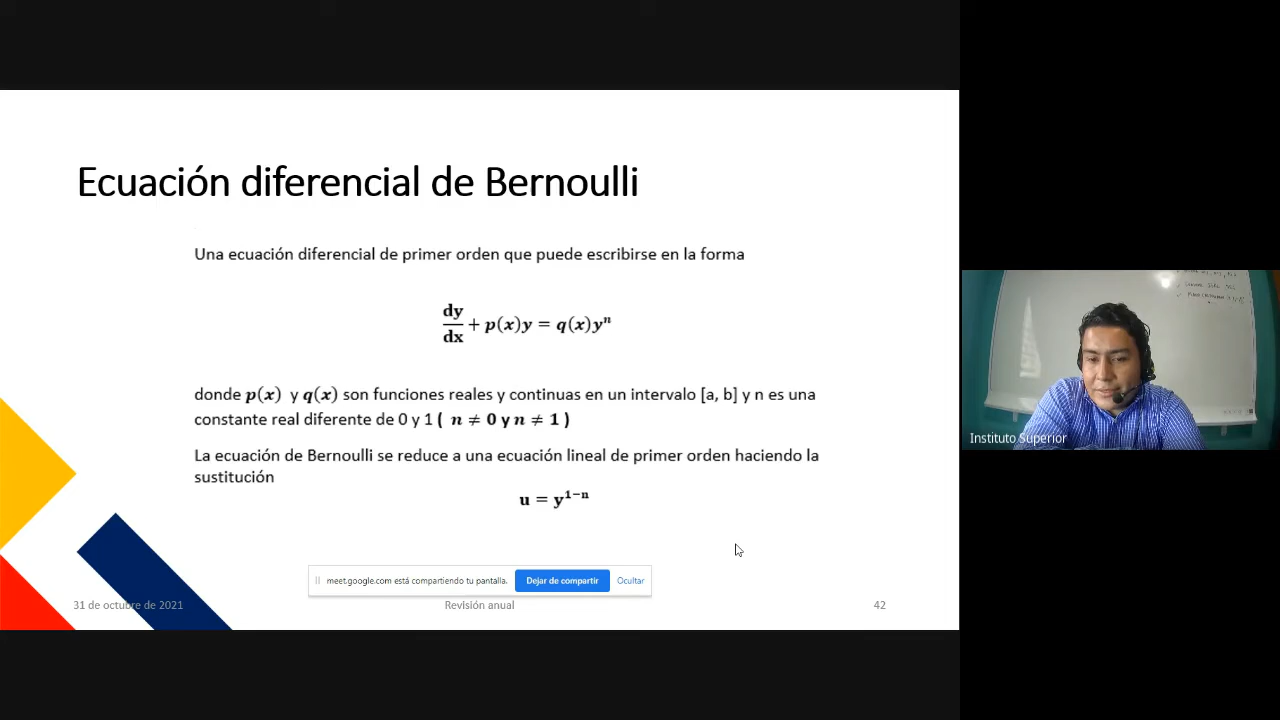 Ecuación diferencial de Bernoulli
Una ecuación diferencial de primer orden que puede escribirse en la forma
dy/dx + p(x)y = q(x)yⁿ
donde p(x) y q(x) son funciones reales y continuas en un intervalo [a, b] y n es una
constante real diferente de 0 y 1 ( n ≠ 0 y n ≠ 1 )
La ecuación de Bernoulli se reduce a una ecuación lineal de primer orden haciendo la
sustitución
u = y¹⁻ⁿ
meet.google.com está compartiendo tu pantalla. Dejar de compartir Ocultar
31 de octubre de 2021 Revisión anual 42
Instituto Superior